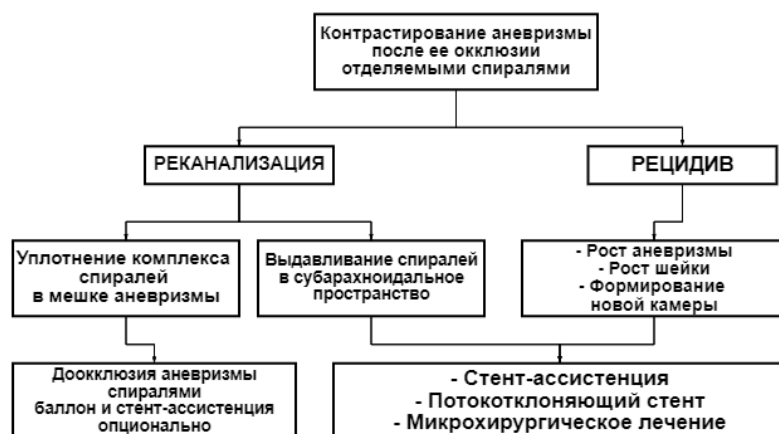 Контрастирование аневризмы
после ее окклюзии
отделяемыми спиралями
РЕКАНАЛИЗАЦИЯ
РЕЦИДИВ
Уплотнение комплекса
спиралей
в мешке аневризмы
Выдавливание спиралей
в субарахноидальное
пространство
- Рост аневризмы
- Рост шейки
- Формирование
новой камеры
Доокклюзия аневризмы
спиралями
баллон и стент-ассистенция
опционально
- Стент-ассистенция
- Потокотклоняющий стент
- Микрохирургическое лечение